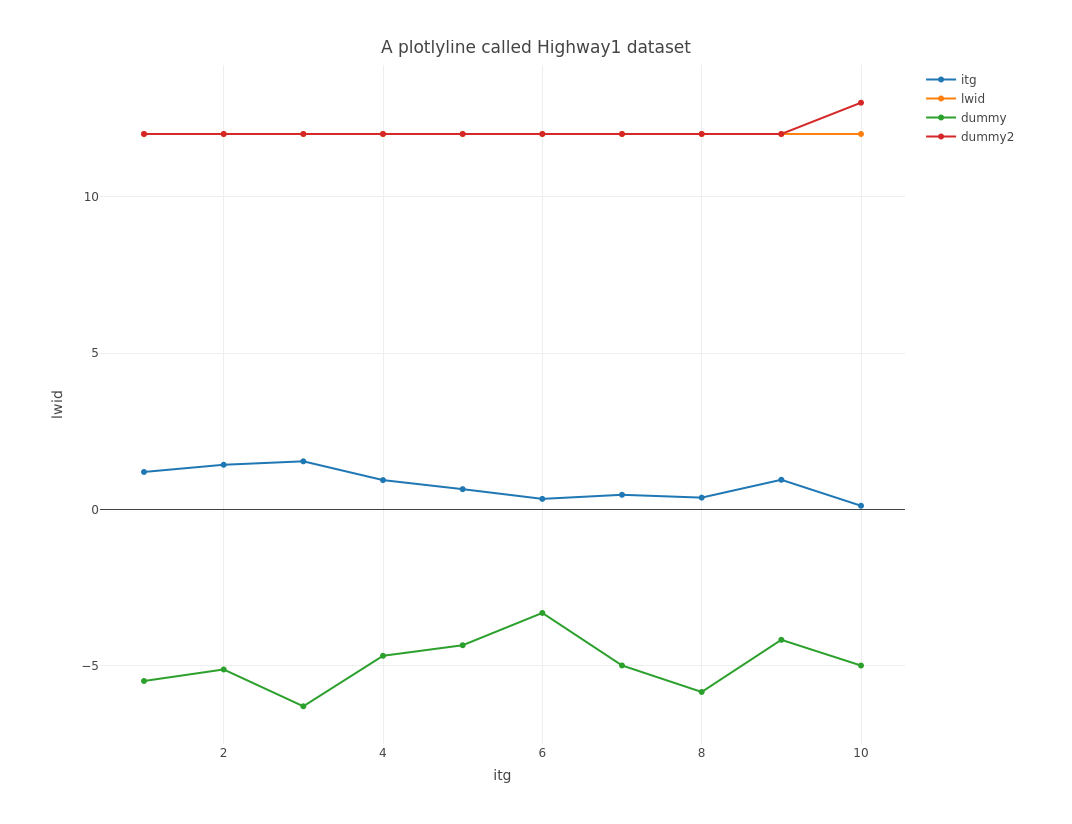 A plotlyline called Highway1 dataset
itg
lwid
dummy
dummy2
10
5
0
−5
lwid
2
4
6
8
10
itg